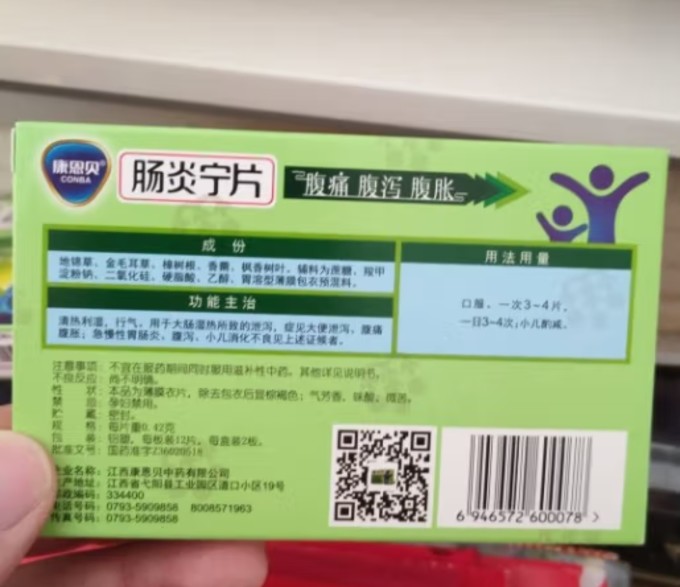 康恩贝®
CONBA
肠炎宁片
腹痛 腹泻 腹胀
成份
地锦草、金毛耳草、樟树根、香薷、枫香树叶。辅料为蔗糖、羧甲
淀粉钠、二氧化硅、硬脂酸、乙醇、胃溶型薄膜包衣预混料。
功能主治
清热利湿，行气。用于大肠湿热所致的泄泻，症见大便泄泻、腹痛
腹胀；急慢性胃肠炎、腹泻、小儿消化不良见上述证候者。
用法用量
口服。一次3~4片，
一日3~4次；小儿酌减。
注意事项：不宜在服药期间同时服用滋补性中药。其他详见说明书。
不良反应：尚不明确。
性 状：本品为薄膜衣片，除去包衣后显棕褐色；气芳香，味酸、微苦。
禁 忌：孕妇禁用。
贮 藏：密封。
规 格：每片重0.42克
包 装：铝塑，每板装12片，每盒装2板。
批准文号：国药准字Z36020518
企业名称：江西康恩贝中药有限公司
生产地址：江西省弋阳县工业园区道口小区19号
邮政编码：334400
电话号码：0793-5909858 8008571963
传真号码：0793-5909858
6 946572 600078 >